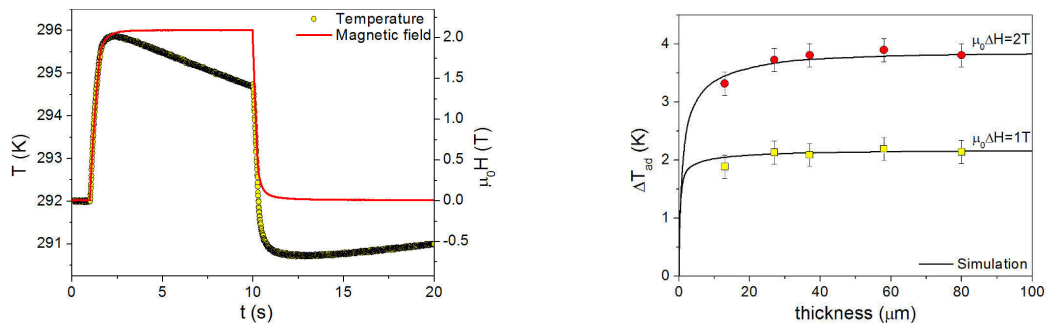 Temperature
Magnetic field
296
295
294
293
292
291
T (K)
2.0
1.5
1.0
0.5
0.0
-0.5
μ₀H (T)
0
5
10
15
20
t (s)
μ₀ΔH=2T
μ₀ΔH=1T
4
3
2
1
0
ΔT_ad (K)
Simulation
0
20
40
60
80
100
thickness (μm)